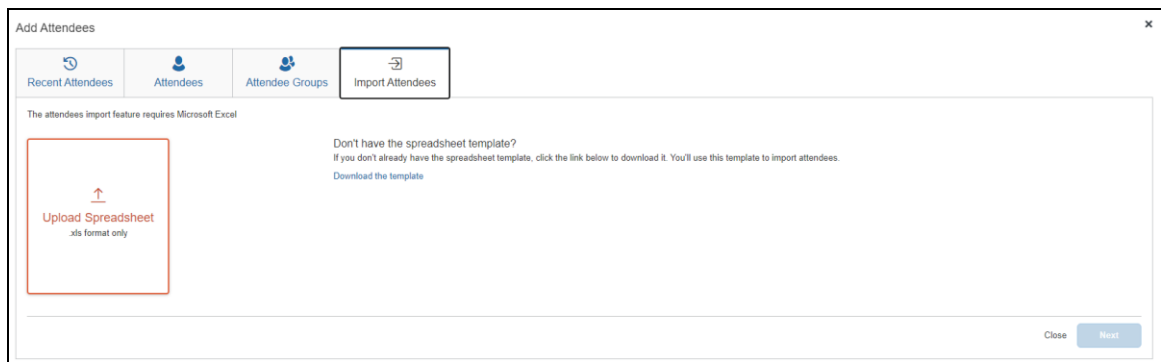 Add Attendees
Recent Attendees
Attendees
Attendee Groups
Import Attendees
The attendees import feature requires Microsoft Excel
Don't have the spreadsheet template?
If you don't already have the spreadsheet template, click the link below to download it. You'll use this template to import attendees.
Download the template
Upload Spreadsheet
.xls format only
Close
Next